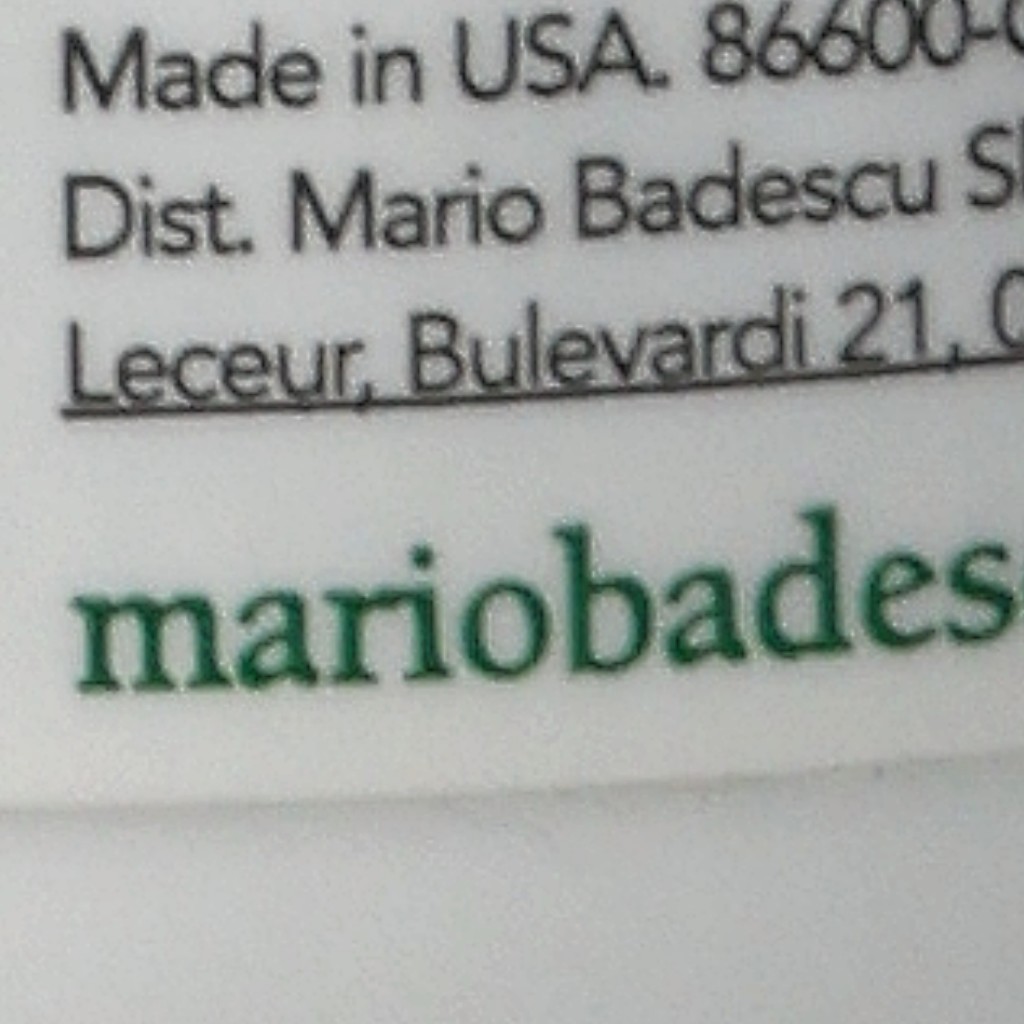 Made in USA. 86600-
Dist. Mario Badescu
Leceur, Bulevardi 21,
mariobades